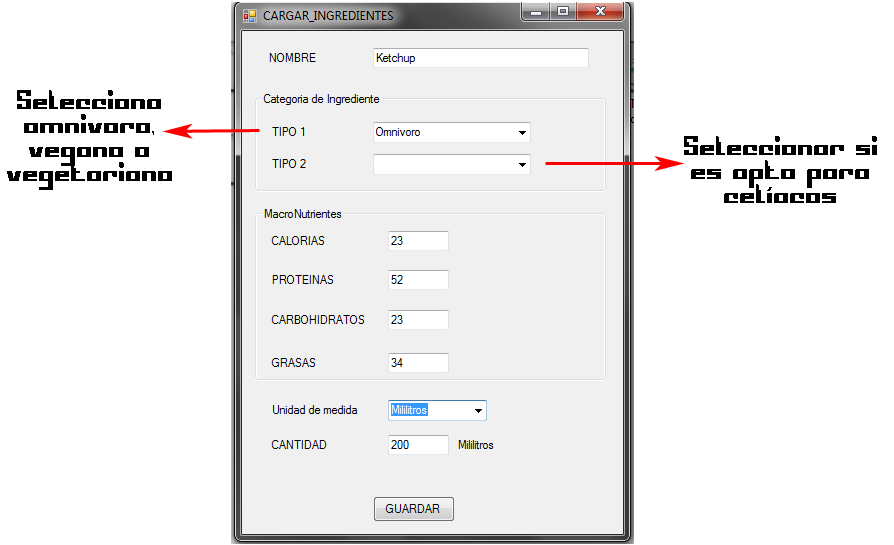 CARGAR_INGREDIENTES
NOMBRE Ketchup
Categoria de Ingrediente
TIPO 1 Omnivoro
TIPO 2
MacroNutrientes
CALORIAS 23
PROTEINAS 52
CARBOHIDRATOS 23
GRASAS 34
Unidad de medida Mililitros
CANTIDAD 200 Mililitros
GUARDAR
Selecciona
omnivora,
vegano o
vegetariano
Seleccionar si
es apto para
celíacos